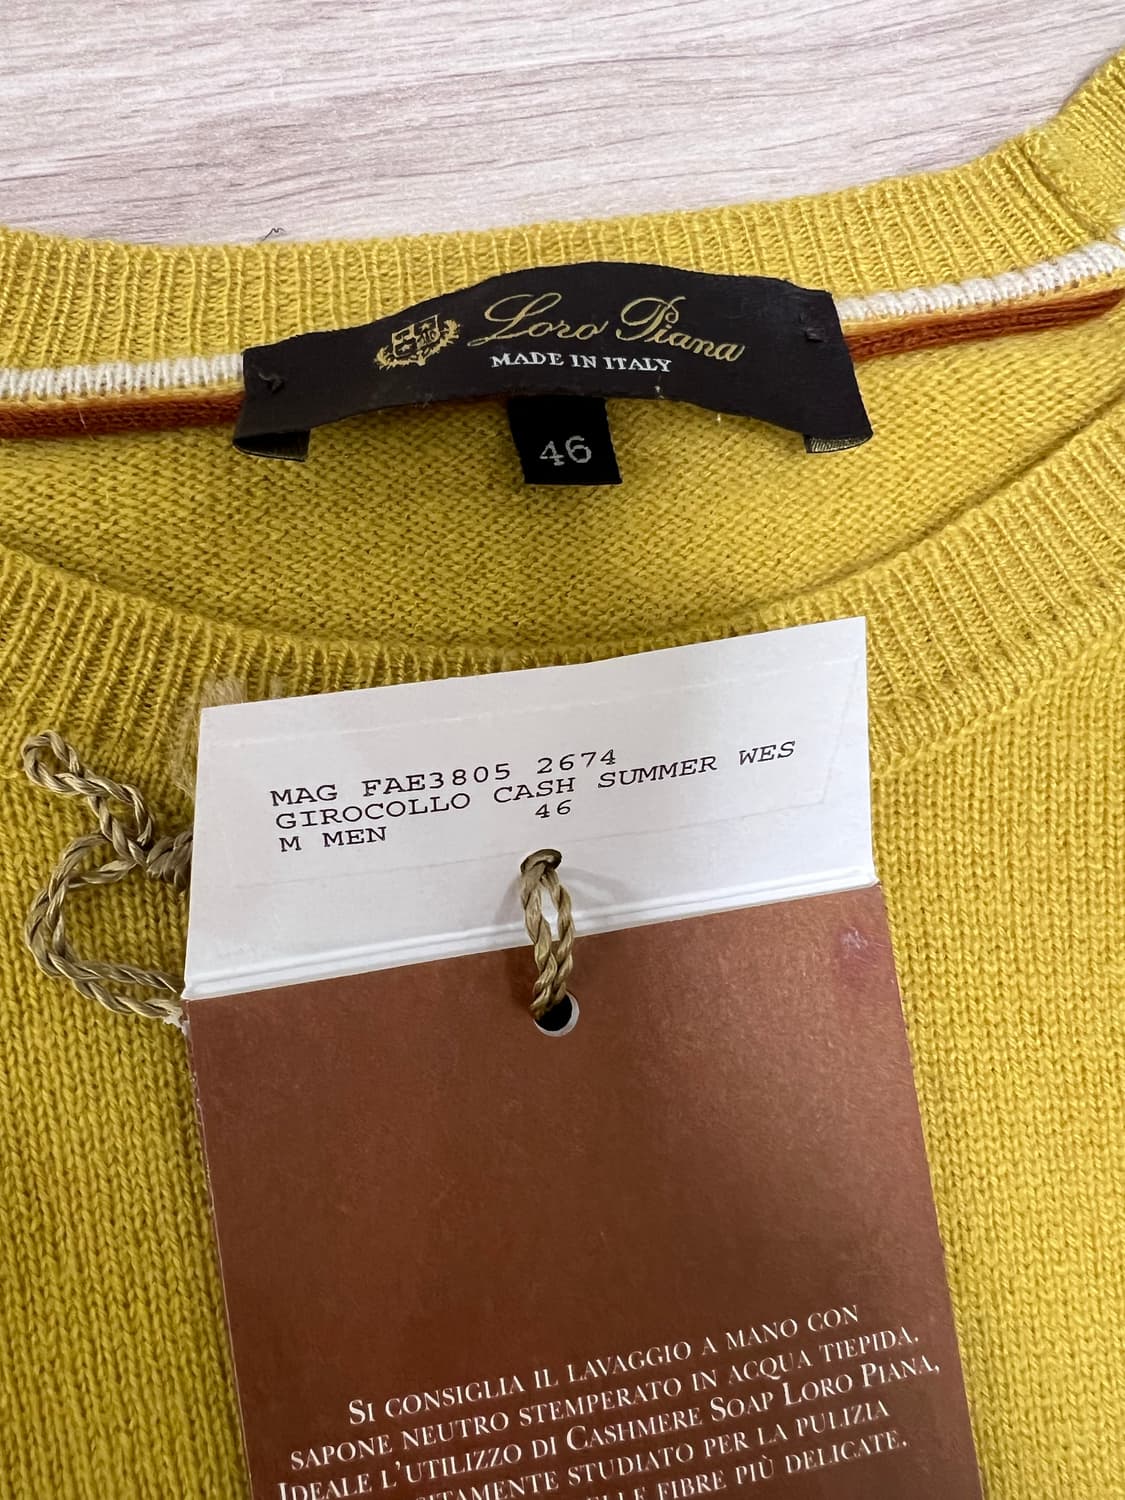 Loro Piana
MADE IN ITALY
46
MAG FAE3805 2674
GIROCOLLO CASH SUMMER WES
M MEN 46
SI CONSIGLIA IL LAVAGGIO A MANO CON
SAPONE NEUTRO STEMPERATO IN ACQUA TIEPIDA.
IDEALE L'UTILIZZO DI CASHMERE SOAP LORO PIANA,
STUDIATO PER LA PULIZIA
FIBRE PIÙ DELICATE.